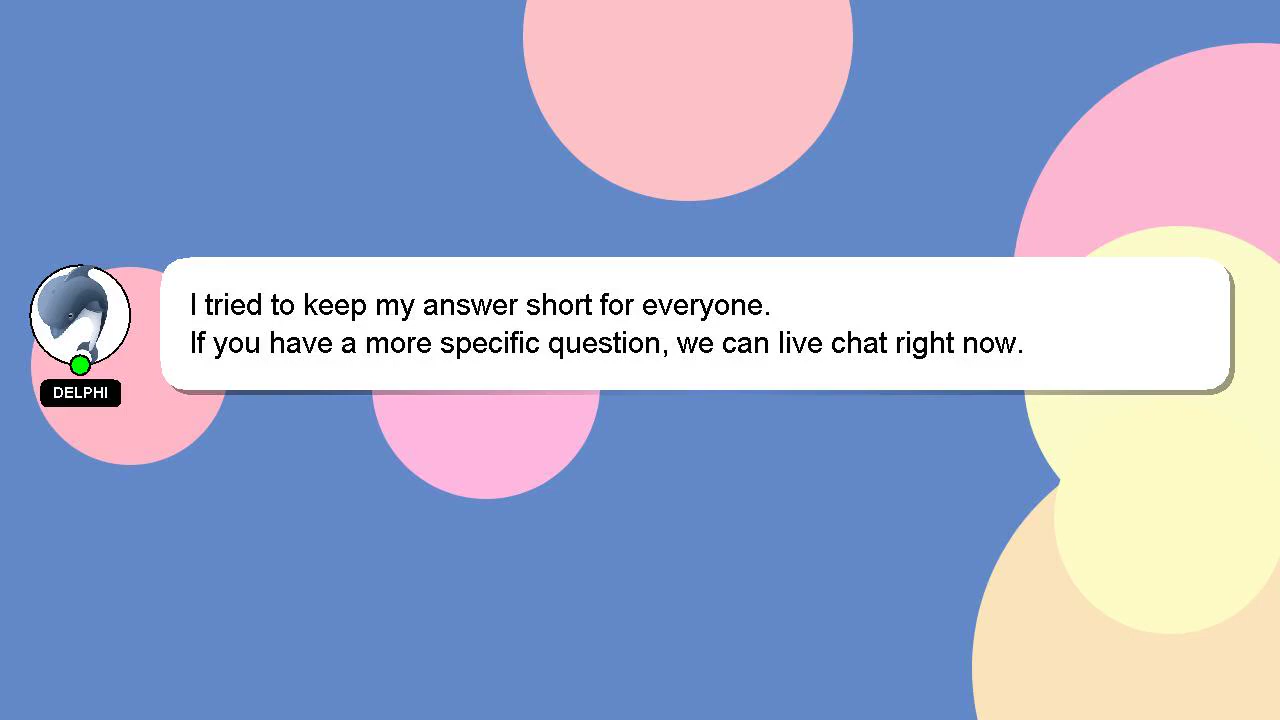 I tried to keep my answer short for everyone.
If you have a more specific question, we can live chat right now.
DELPHI